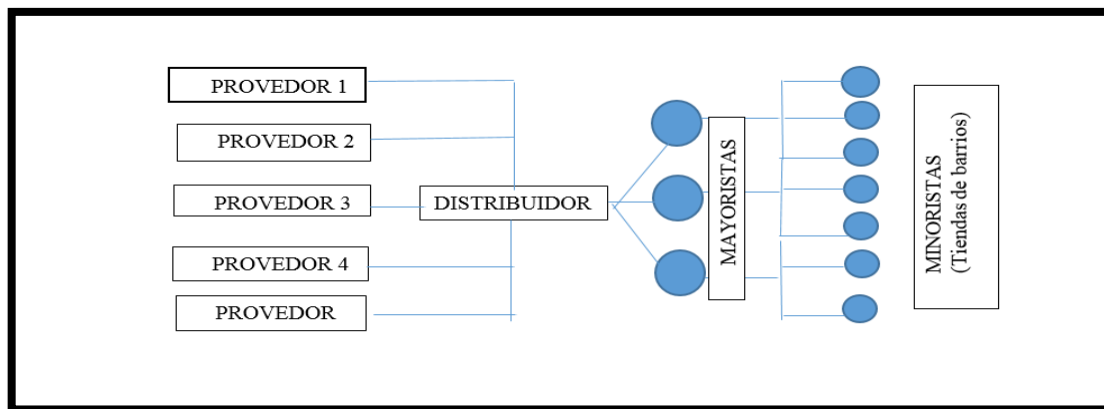 PROVEDOR 1
PROVEDOR 2
PROVEDOR 3
PROVEDOR 4
PROVEDOR
DISTRIBUIDOR
MAYORISTAS
MINORISTAS
(Tiendas de barrios)